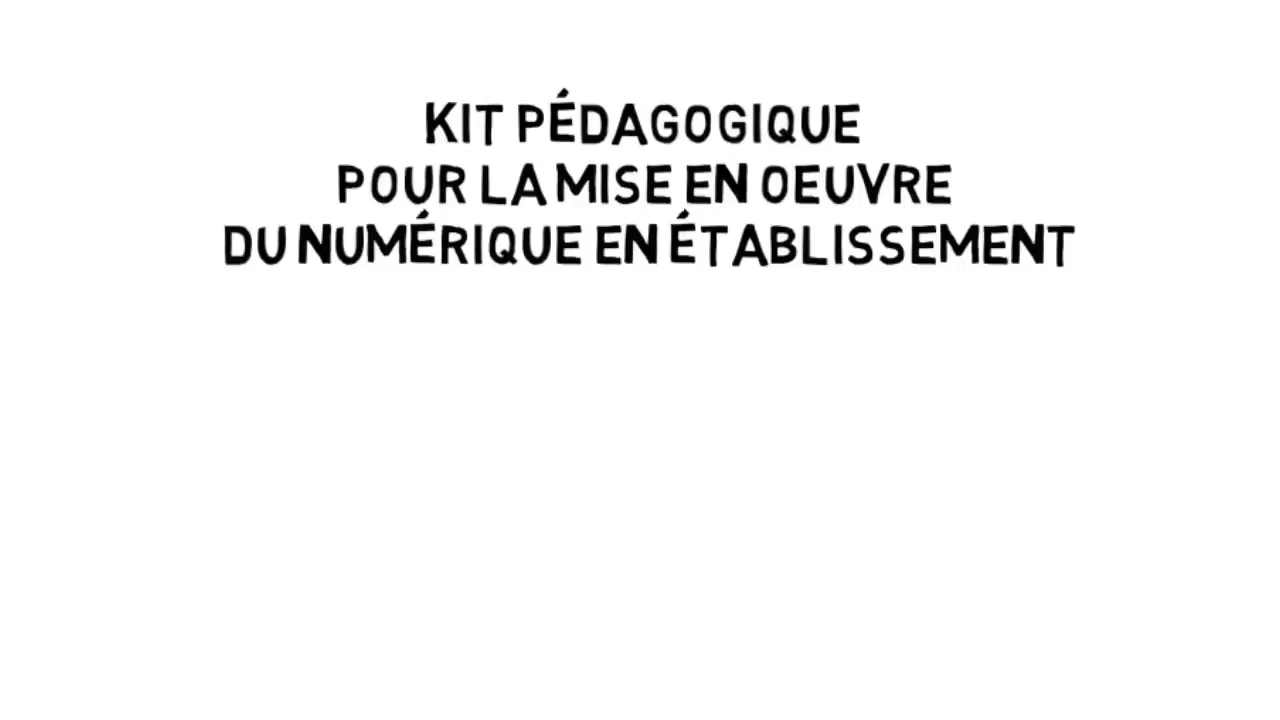 KIT PÉDAGOGIQUE
POUR LA MISE EN OEUVRE
DU NUMÉRIQUE EN ÉTABLISSEMENT